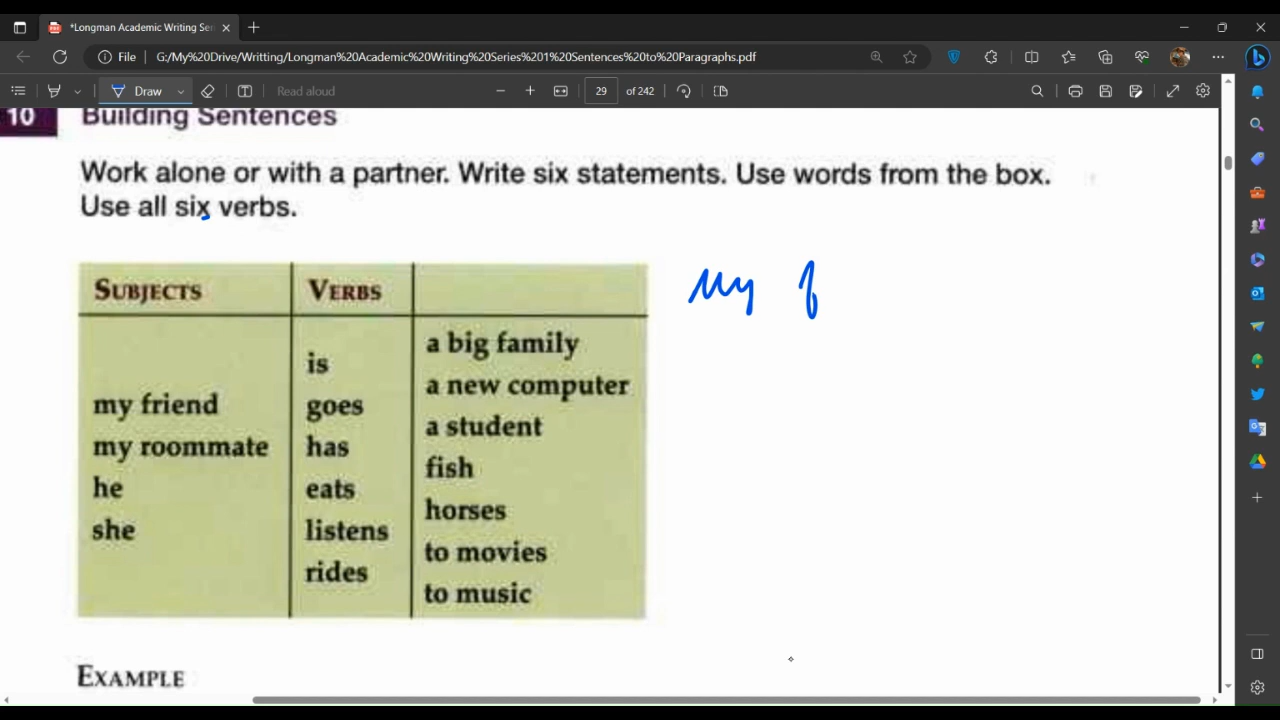 *Longman Academic Writing Ser
File G:/My%20Drive/Writting/Longman%20Academic%20Writing%20Series%201%20Sentences%20to%20Paragraphs.pdf
Draw Read aloud 29 of 242
10 Building Sentences
Work alone or with a partner. Write six statements. Use words from the box.
Use all six verbs.
SUBJECTS VERBS
my friend
my roommate
he
she
is
goes
has
eats
listens
rides
a big family
a new computer
a student
fish
horses
to movies
to music
My f
EXAMPLE